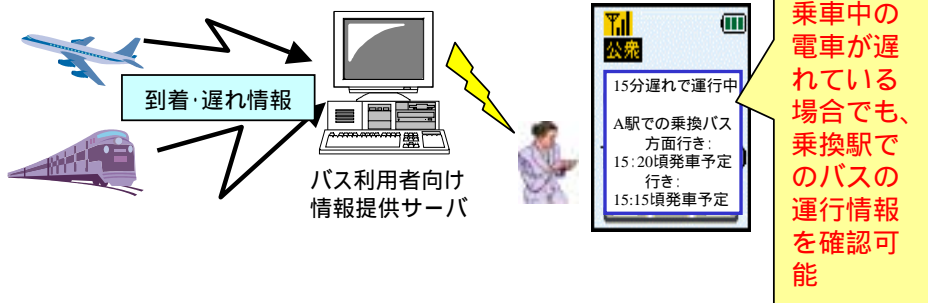 到着・遅れ情報
バス利用者向け
情報提供サーバ
公衆
15分遅れで運行中
A駅での乗換バス
方面行き:
15:20頃発車予定
行き:
15:15頃発車予定
乗車中の
電車が遅
れている
場合でも、
乗換駅で
のバスの
運行情報
を確認可
能